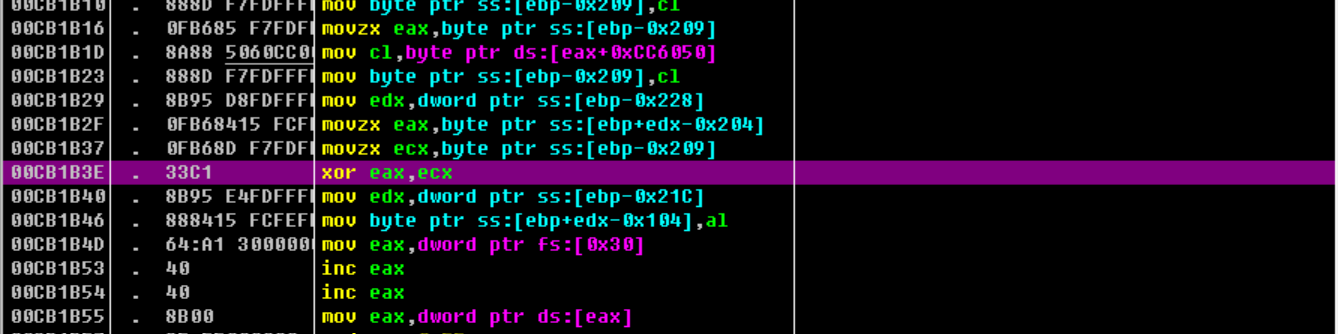 00CB1B10 . 888D F7FDFFFF mov byte ptr ss:[ebp-0x209],cl
00CB1B16 . 0FB685 F7FDF mov zx eax,byte ptr ss:[ebp-0x209]
00CB1B1D . 8A88 5060CC0 mov cl,byte ptr ds:[eax+0xCC6050]
00CB1B23 . 888D F7FDFFF mov byte ptr ss:[ebp-0x209],cl
00CB1B29 . 8B95 D8FDFFF mov edx,dword ptr ss:[ebp-0x228]
00CB1B2F . 0FB68415 FCF movzx eax,byte ptr ss:[ebp+edx-0x204]
00CB1B37 . 0FB68D F7FDF movzx ecx,byte ptr ss:[ebp-0x209]
00CB1B3E . 33C1 xor eax,ecx
00CB1B40 . 8B95 E4FDFFF mov edx,dword ptr ss:[ebp-0x21C]
00CB1B46 . 888415 FCFEF mov byte ptr ss:[ebp+edx-0x104],al
00CB1B4D . 64:A1 300000 mov eax,dword ptr fs:[0x30]
00CB1B53 . 40 inc eax
00CB1B54 . 40 inc eax
00CB1B55 . 8B00 mov eax,dword ptr ds:[eax]